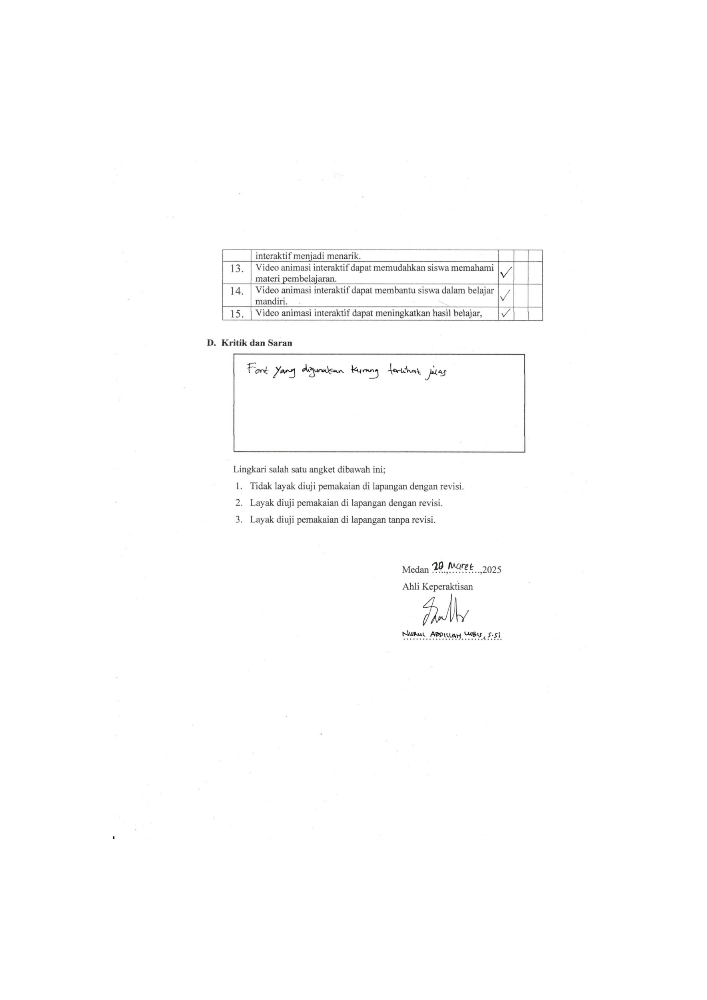 interaktif menjadi menarik.
13. Video animasi interaktif dapat memudahkan siswa memahami
materi pembelajaran.
14. Video animasi interaktif dapat membantu siswa dalam belajar
mandiri.
15. Video animasi interaktif dapat meningkatkan hasil belajar,
D. Kritik dan Saran
Font yang digunakan kurang terlihat jelas
Lingkari salah satu angket dibawah ini;
1. Tidak layak diuji pemakaian di lapangan dengan revisi.
2. Layak diuji pemakaian di lapangan dengan revisi.
3. Layak diuji pemakaian di lapangan tanpa revisi.
Medan 20 Maret,2025
Ahli Keperaktisan
NURUL ABDILLAH LUBIS, S.Si